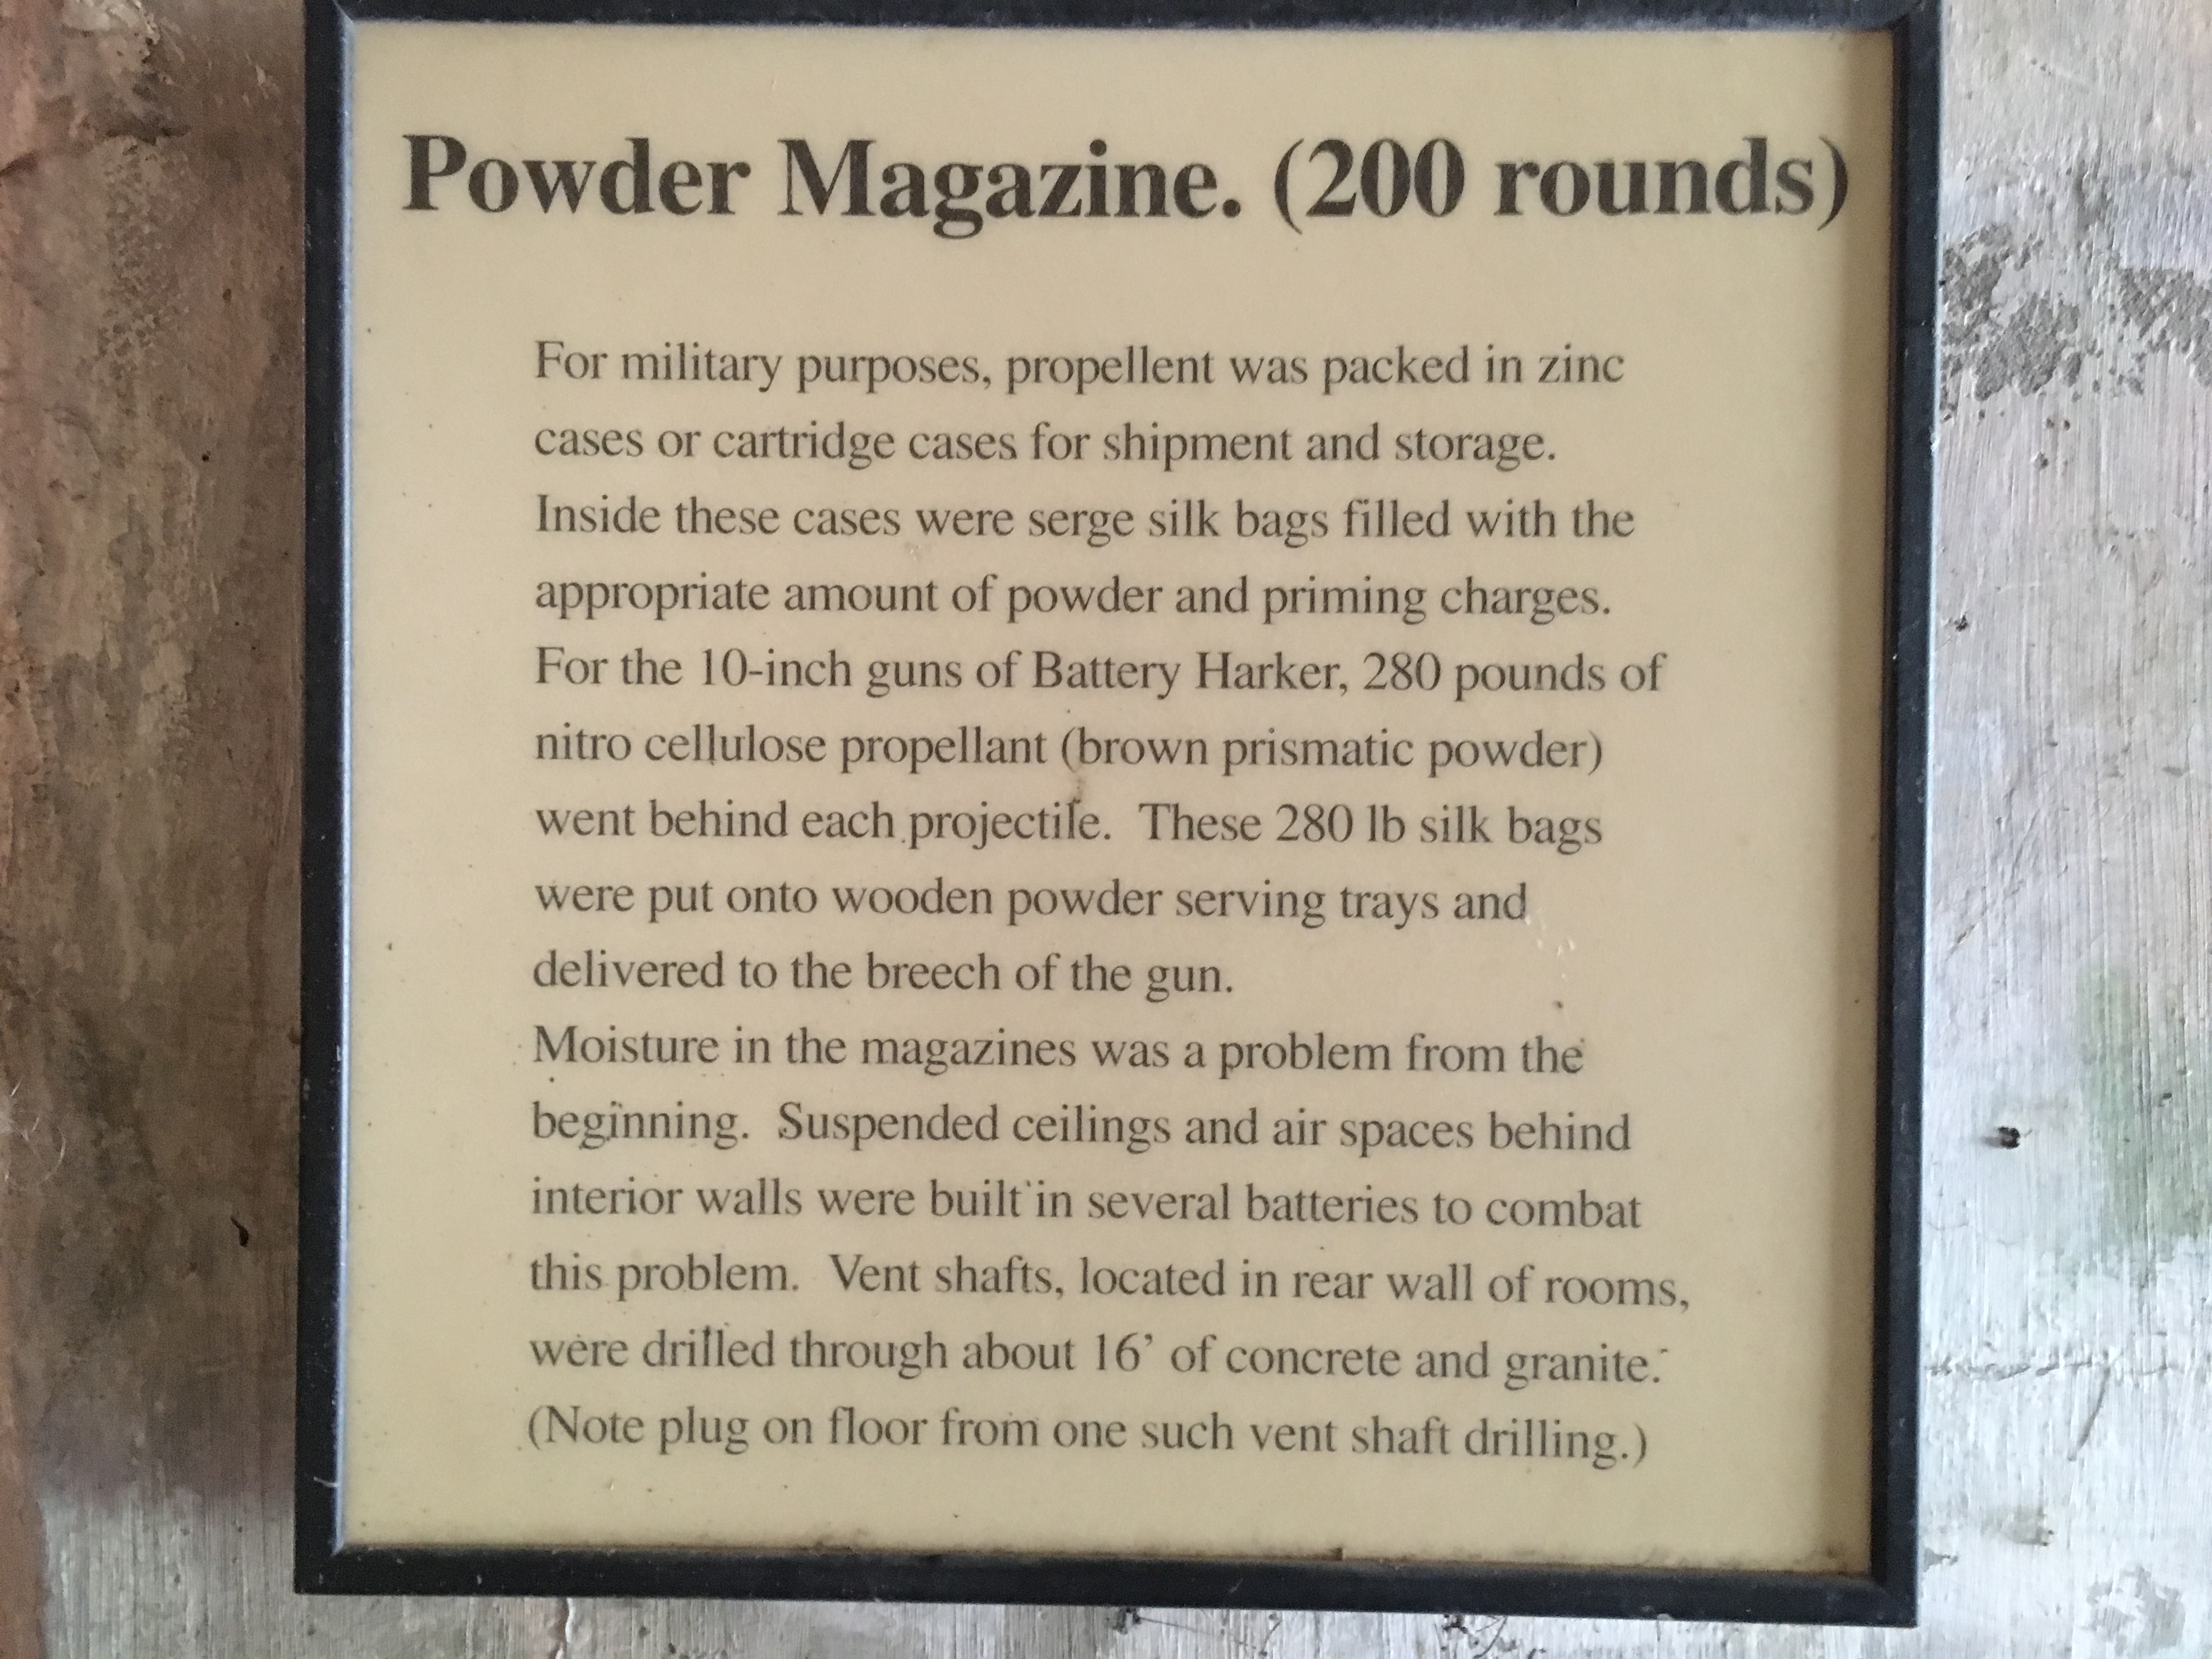 Powder Magazine. (200 rounds)
For military purposes, propellent was packed in zinc
cases or cartridge cases for shipment and storage.
Inside these cases were serge silk bags filled with the
appropriate amount of powder and priming charges.
For the 10-inch guns of Battery Harker, 280 pounds of
nitro cellulose propellant (brown prismatic powder)
went behind each projectile. These 280 lb silk bags
were put onto wooden powder serving trays and
delivered to the breech of the gun.
Moisture in the magazines was a problem from the
beginning. Suspended ceilings and air spaces behind
interior walls were built in several batteries to combat
this problem. Vent shafts, located in rear wall of rooms,
were drilled through about 16’ of concrete and granite.
(Note plug on floor from one such vent shaft drilling.)